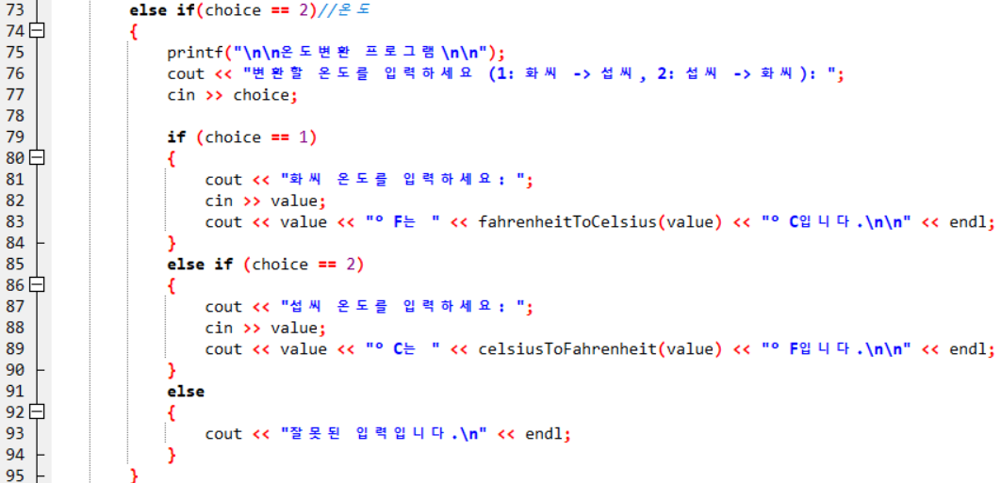 73 else if(choice == 2)//온도
74 {
75 printf("\n\n온도변환 프로그램\n\n");
76 cout << "변환할 온도를 입력하세요 (1: 화씨 -> 섭씨, 2: 섭씨 -> 화씨): ";
77 cin >> choice;
78
79 if (choice == 1)
80 {
81 cout << "화씨 온도를 입력하세요: ";
82 cin >> value;
83 cout << value << "° F는 " << fahrenheitToCelsius(value) << "° C입니다.\n\n" << endl;
84 }
85 else if (choice == 2)
86 {
87 cout << "섭씨 온도를 입력하세요: ";
88 cin >> value;
89 cout << value << "° C는 " << celsiusToFahrenheit(value) << "° F입니다.\n\n" << endl;
90 }
91 else
92 {
93 cout << "잘못된 입력입니다.\n" << endl;
94 }
95 }